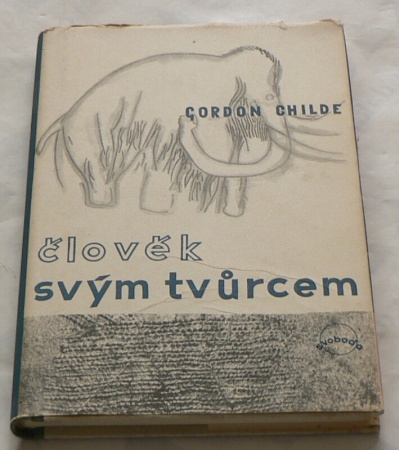 GORDON CHILDE
člověk
svým tvůrcem
svoboda